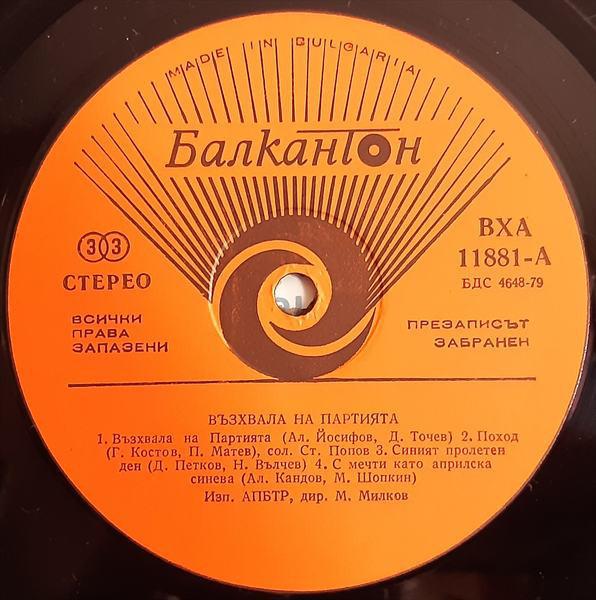 MADE IN BULGARIA
Балкантон
33
СТЕРЕО
ВХА
11881-А
БДС 4648-79
ВСИЧКИ
ПРАВА
ЗАПАЗЕНИ
ПРЕЗАПИСЪТ
ЗАБРАНЕН
ВЪЗХВАЛА НА ПАРТИЯТА
1. Възхвала на Партията (Ал. Йосифов, Д. Точев) 2. Поход
(Г. Костов, П. Матев), сол. Ст. Попов 3. Синият пролетен
ден (Д. Петков, Н. Вълчев) 4. С мечти като априлска
синева (Ал. Кандов, М. Шопкин)
Изп. АПБТР, дир. М. Милков